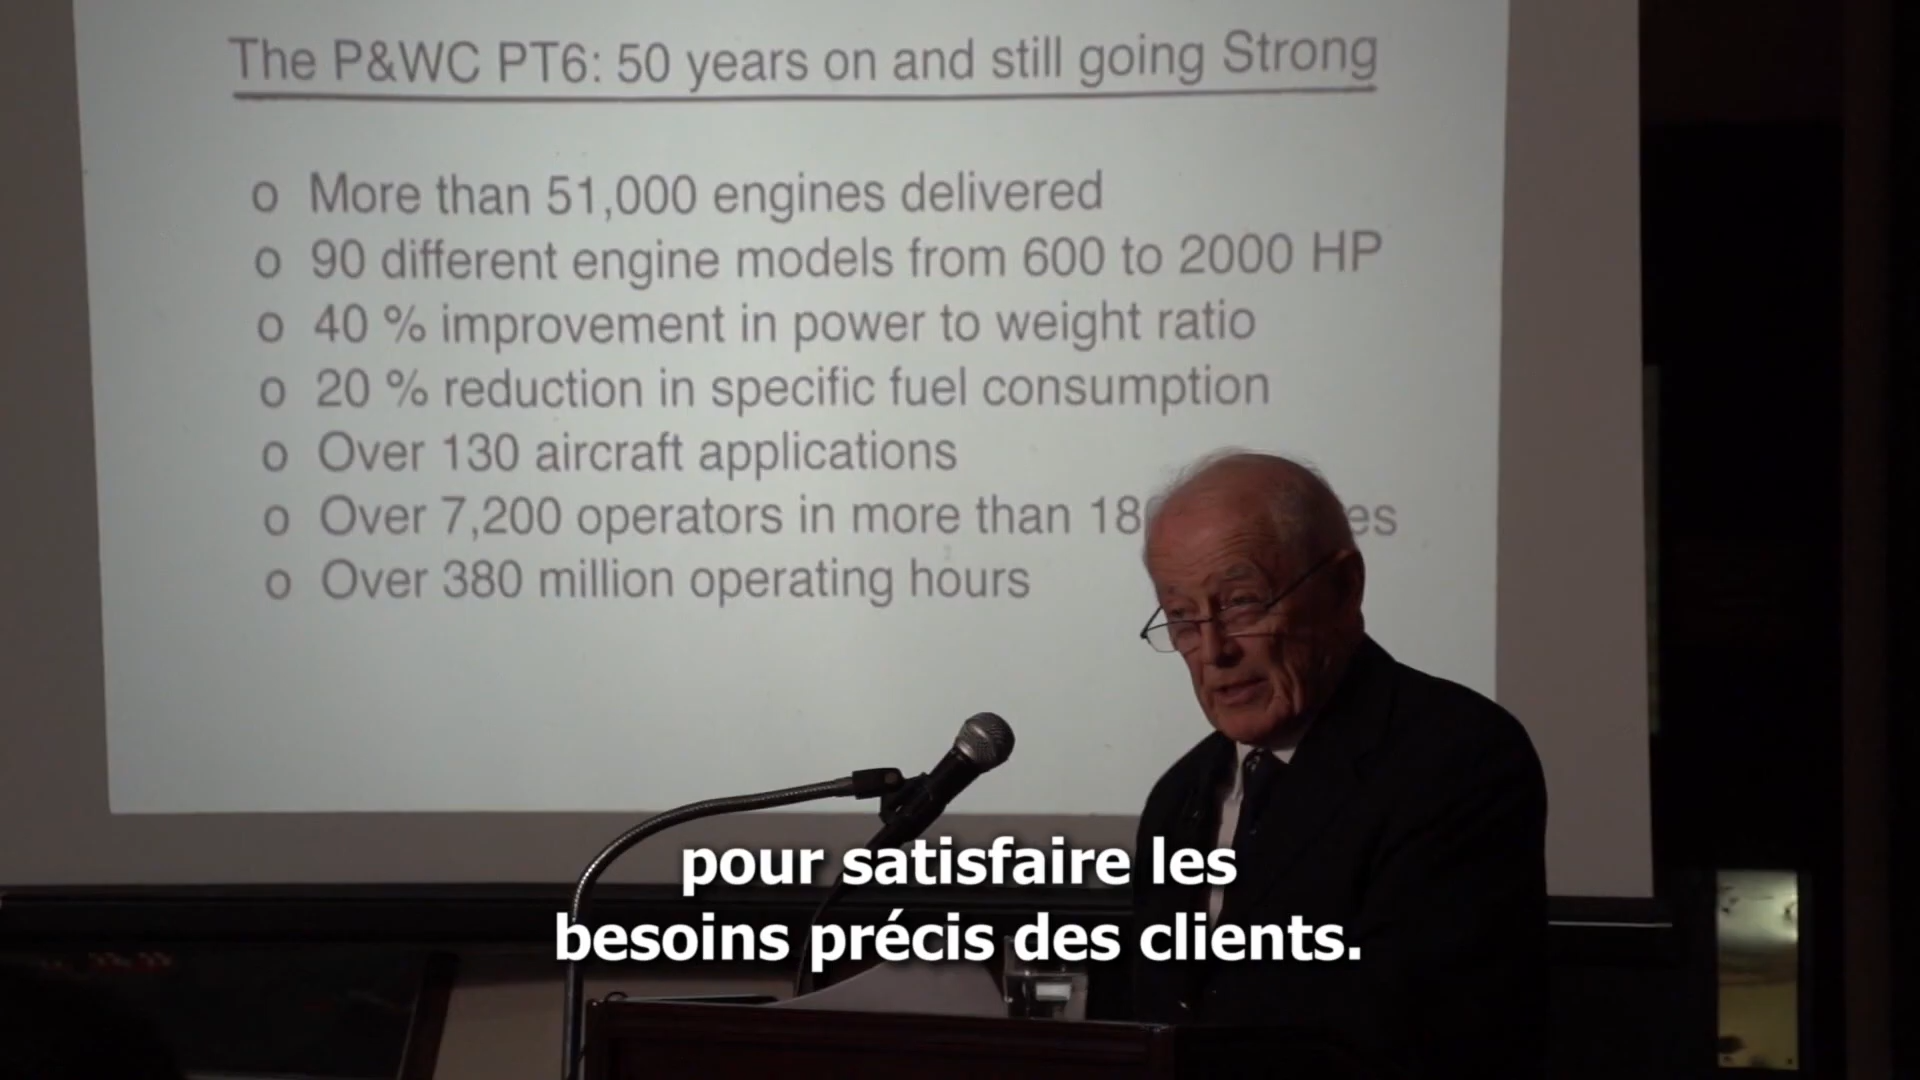 The P&WC PT6: 50 years on and still going Strong
o More than 51,000 engines delivered
o 90 different engine models from 600 to 2000 HP
o 40 % improvement in power to weight ratio
o 20 % reduction in specific fuel consumption
o Over 130 aircraft applications
o Over 7,200 operators in more than
o Over 380 million operating hours
pour satisfaire les
besoins précis des clients.